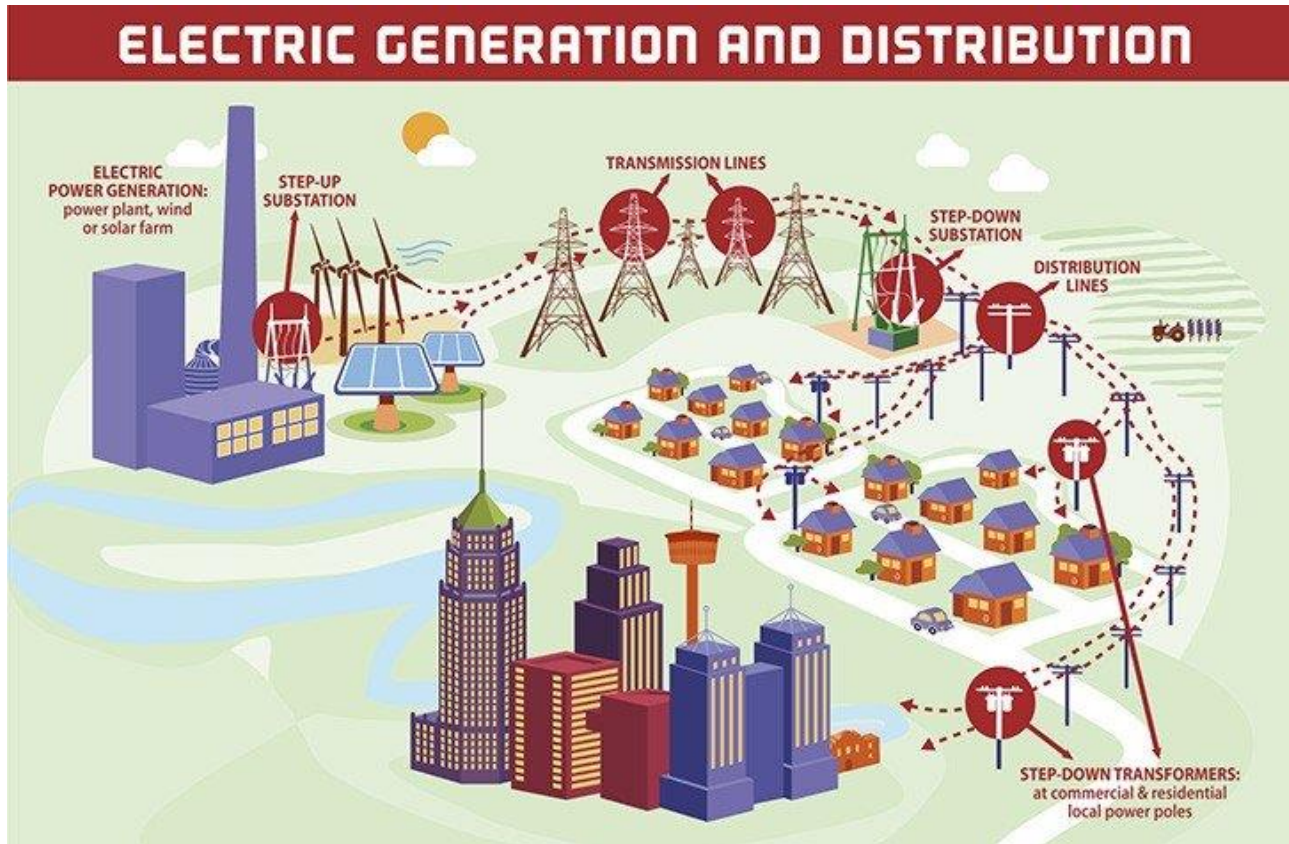 ELECTRIC GENERATION AND DISTRIBUTION
ELECTRIC
POWER GENERATION:
power plant, wind
or solar farm
STEP-UP
SUBSTATION
TRANSMISSION LINES
STEP-DOWN
SUBSTATION
DISTRIBUTION
LINES
STEP-DOWN TRANSFORMERS:
at commercial & residential
local power poles